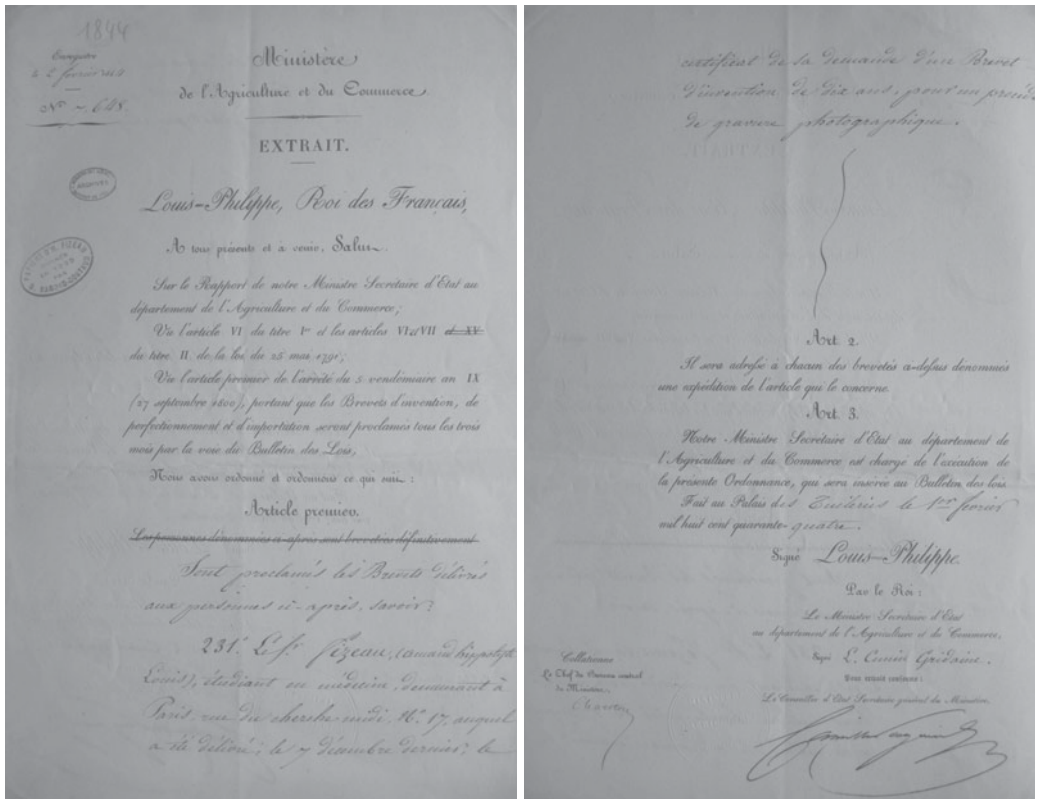 1844
Enregistré
le 2 février 1844
No 648
Ministère
de l'Agriculture et du Commerce
EXTRAIT.
Louis-Philippe, Roi des Français,
A tous présents et à venir, Salut.
Sur le Rapport de notre Ministre Secrétaire d'Etat au
département de l'Agriculture et du Commerce;
Vu l'article VI du titre Ier et les articles VI et VII et XV
du titre II de la loi du 25 mai 1791;
Vu l'article premier de l'arrêté du 5 vendémiaire an IX
(27 septembre 1800), portant que les Brevets d'invention, de
perfectionnement et d'importation seront proclamés tous les trois
mois par la voie du Bulletin des Lois,
Nous avons ordonné et ordonnons ce qui suit :
Article premier.
Les personnes dénommées ci-après sont brevetées définitivement
Sont proclamés les Brevets délivrés
aux personnes ci-après, savoir:
231° Le Sr Fizeau, (armand hippolyte
Louis), étudiant en médecine, demeurant à
Paris, rue du cherche midi, No 17, auquel
a été délivré, le 7 décembre dernier, le
certificat de sa demande d'un Brevet
d'invention de dix ans, pour un procédé
de gravure photographique.
Art. 2.
Il sera adressé à chacun des brevetés ci-dessus dénommés
une expédition de l'article qui le concerne.
Art. 3.
Notre Ministre Secrétaire d'Etat au département de
l'Agriculture et du Commerce est chargé de l'exécution de
la présente Ordonnance, qui sera insérée au Bulletin des lois.
Fait au Palais des Tuileries le 1er février
mil huit cent quarante-quatre.
Signé Louis-Philippe.
Par le Roi :
Le Ministre Secrétaire d'Etat
au département de l'Agriculture et du Commerce,
Signé L. Cunin Gridaine.
Pour extrait conforme :
Le Conseiller d'Etat Secrétaire général du Ministère,
Collationné
Le Chef du Bureau central
du Ministère,